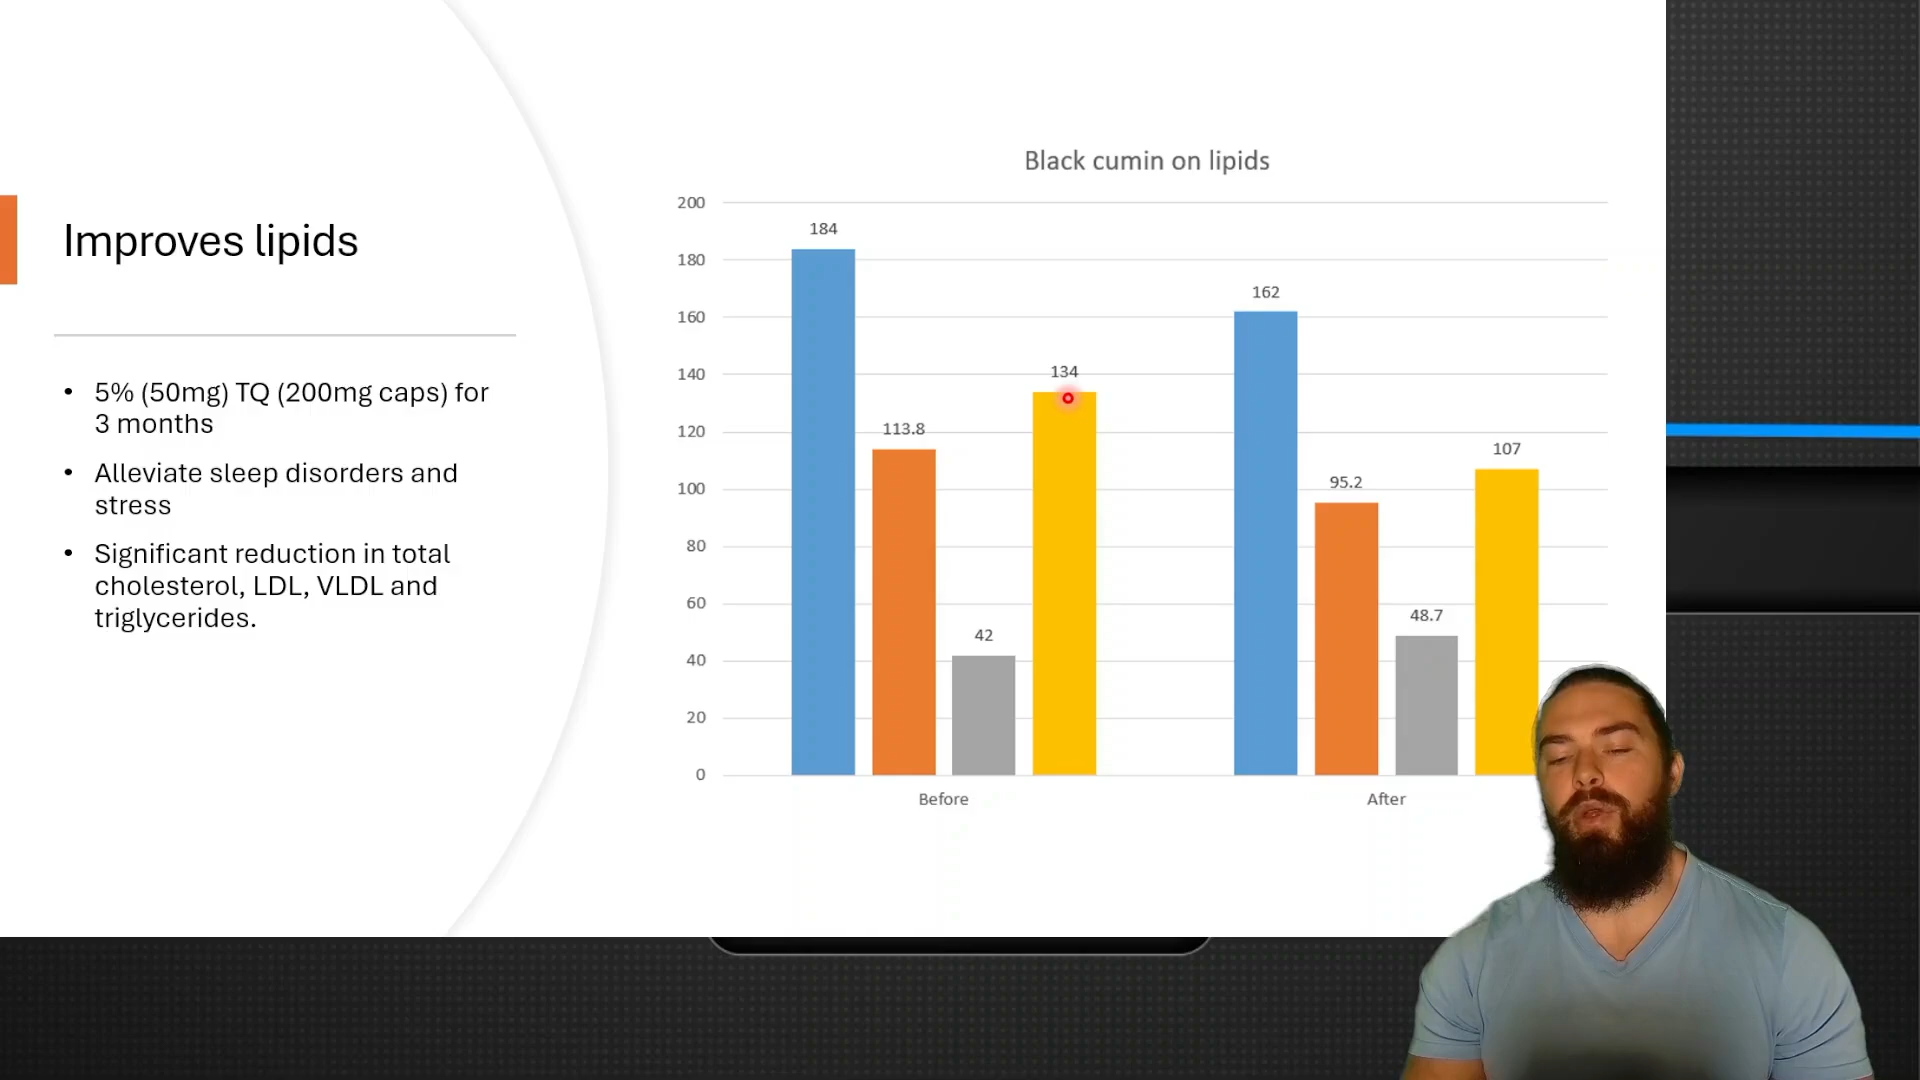 Improves lipids
• 5% (50mg) TQ (200mg caps) for
3 months
• Alleviate sleep disorders and
stress
• Significant reduction in total
cholesterol, LDL, VLDL and
triglycerides.
Black cumin on lipids
200
180
160
140
120
100
80
60
40
20
0
184
113.8
42
134
162
95.2
48.7
107
Before
After